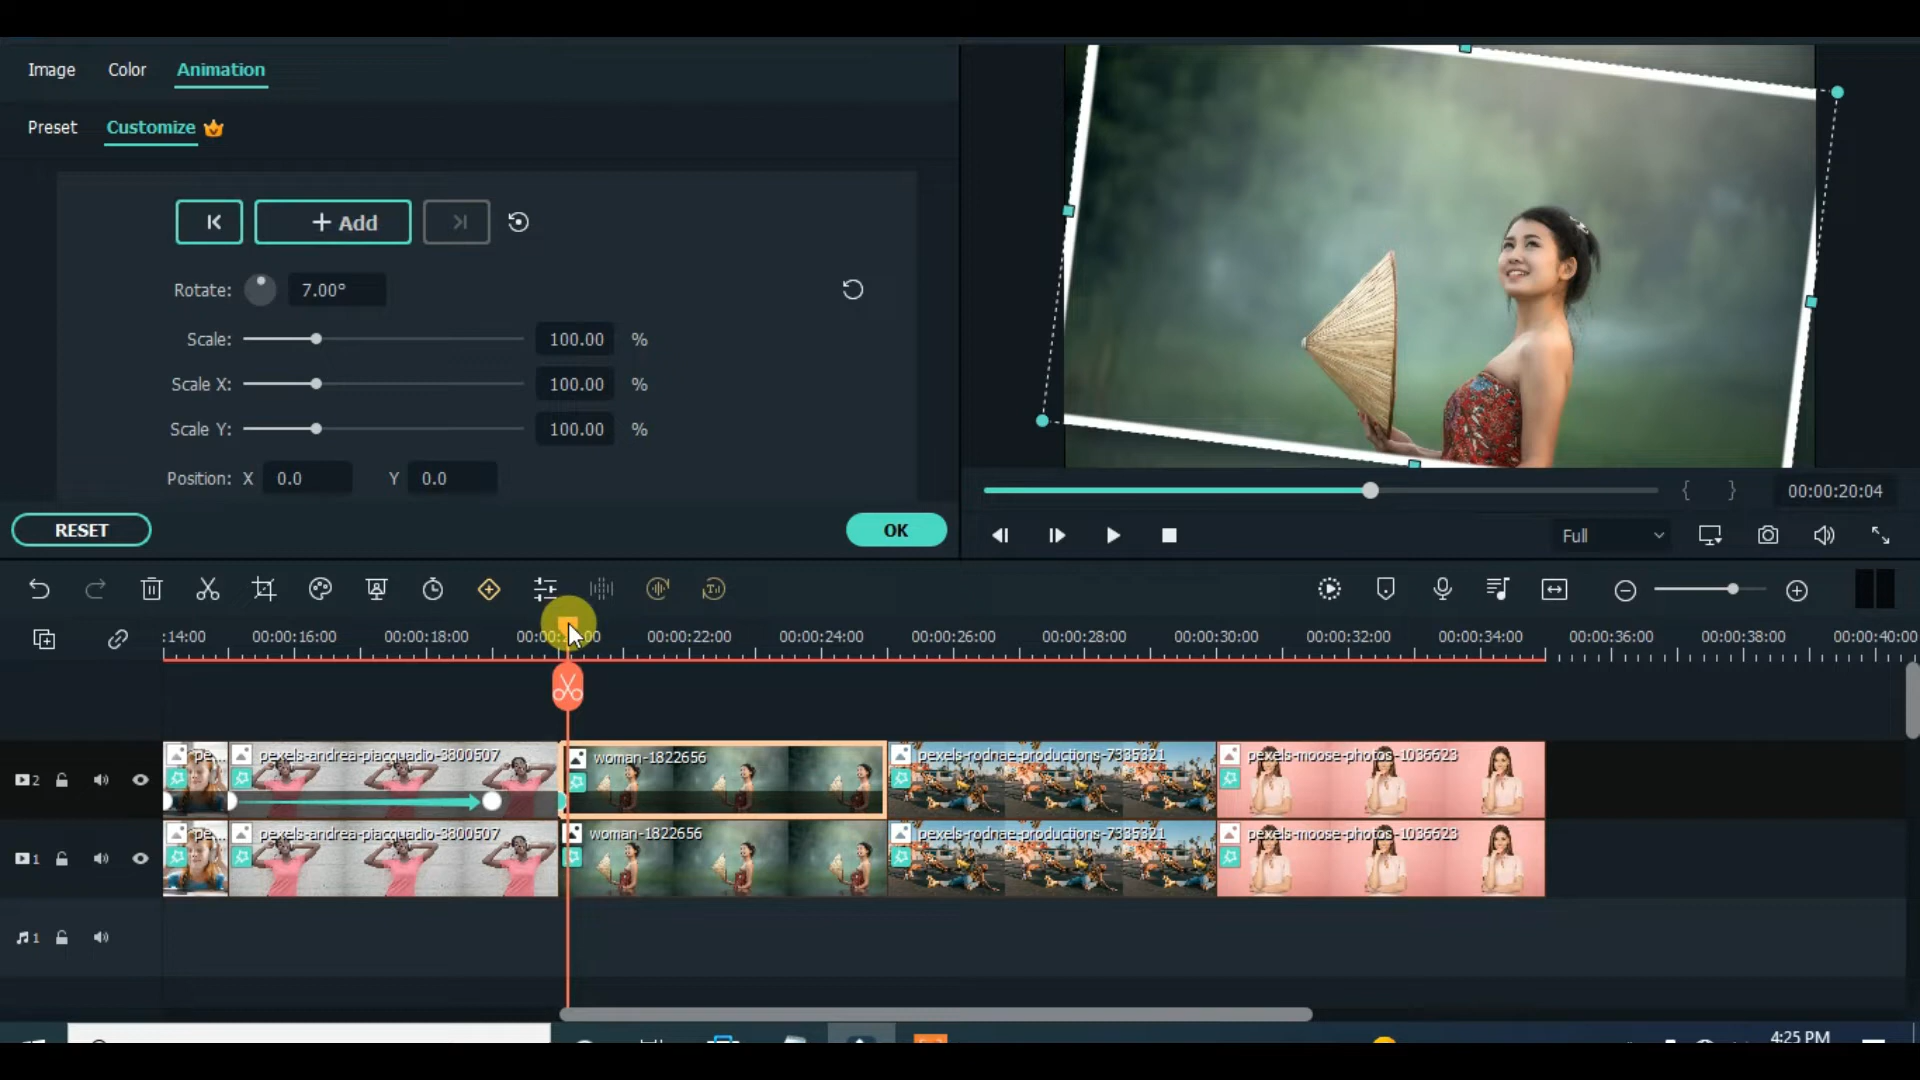 Image Color Animation
Preset Customize
+ Add
Rotate: 7.00°
Scale: 100.00 %
Scale X: 100.00 %
Scale Y: 100.00 %
Position: X 0.0 Y 0.0
RESET OK
00:00:20:04
Full
:14:00 00:00:16:00 00:00:18:00 00:00:22:00 00:00:24:00 00:00:26:00 00:00:28:00 00:00:30:00 00:00:32:00 00:00:34:00 00:00:36:00 00:00:38:00 00:00:40:00
2 pe... pexels-andrea-piacquadio-3800507 woman-1822656 pexels-rodnae-productions-7335321 pexels-moose-photos-1036623
1 pe... pexels-andrea-piacquadio-3800507 woman-1822656 pexels-rodnae-productions-7335321 pexels-moose-photos-1036623
1
4:25 PM